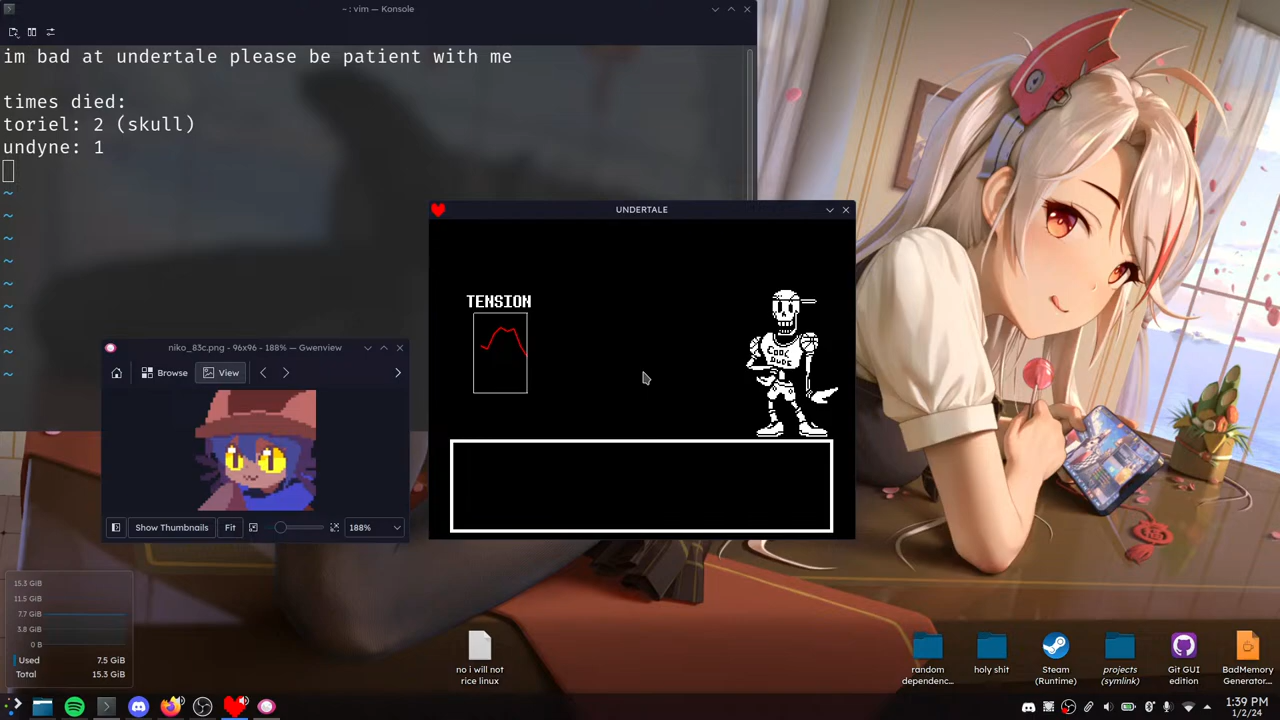 ~ : vim — Konsole
im bad at undertale please be patient with me
times died:
toriel: 2 (skull)
undyne: 1
~
~
~
~
~
~
~
~
~
UNDERTALE
TENSION
COOL
DUDE
niko_83c.png - 96x96 - 188% — Gwenview
Browse
View
Show Thumbnails
Fit
188%
15.3 GiB
11.5 GiB
7.7 GiB
3.8 GiB
0 B
Used 7.5 GiB
Total 15.3 GiB
no i will not
rice linux
random
dependenc...
holy shit
Steam
(Runtime)
projects
(symlink)
Git GUI
edition
BadMemory
Generator...
1:39 PM
1/2/24